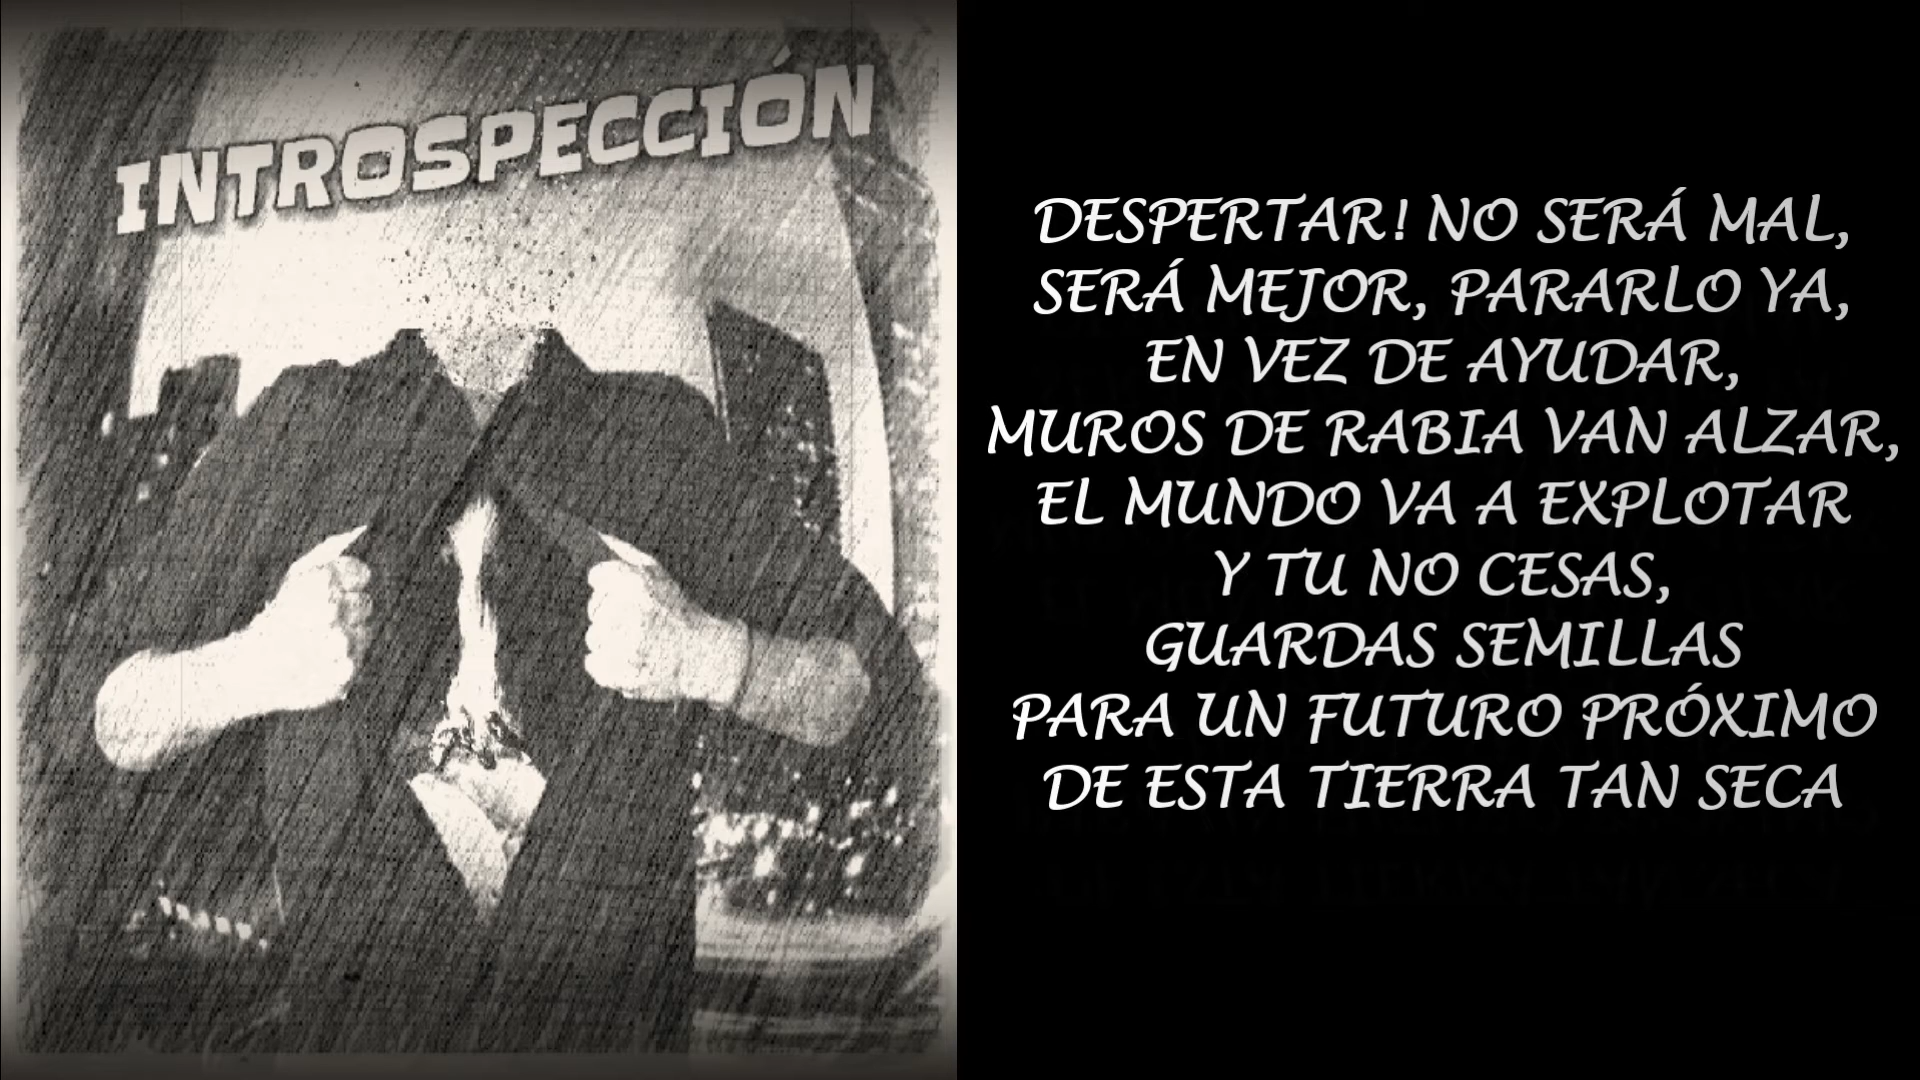 INTROSPECCIÓN
DESPERTAR! NO SERÁ MAL,
SERÁ MEJOR, PARARLO YA,
EN VEZ DE AYUDAR,
MUROS DE RABIA VAN ALZAR,
EL MUNDO VA A EXPLOTAR
Y TU NO CESAS,
GUARDAS SEMILLAS
PARA UN FUTURO PRÓXIMO
DE ESTA TIERRA TAN SECA